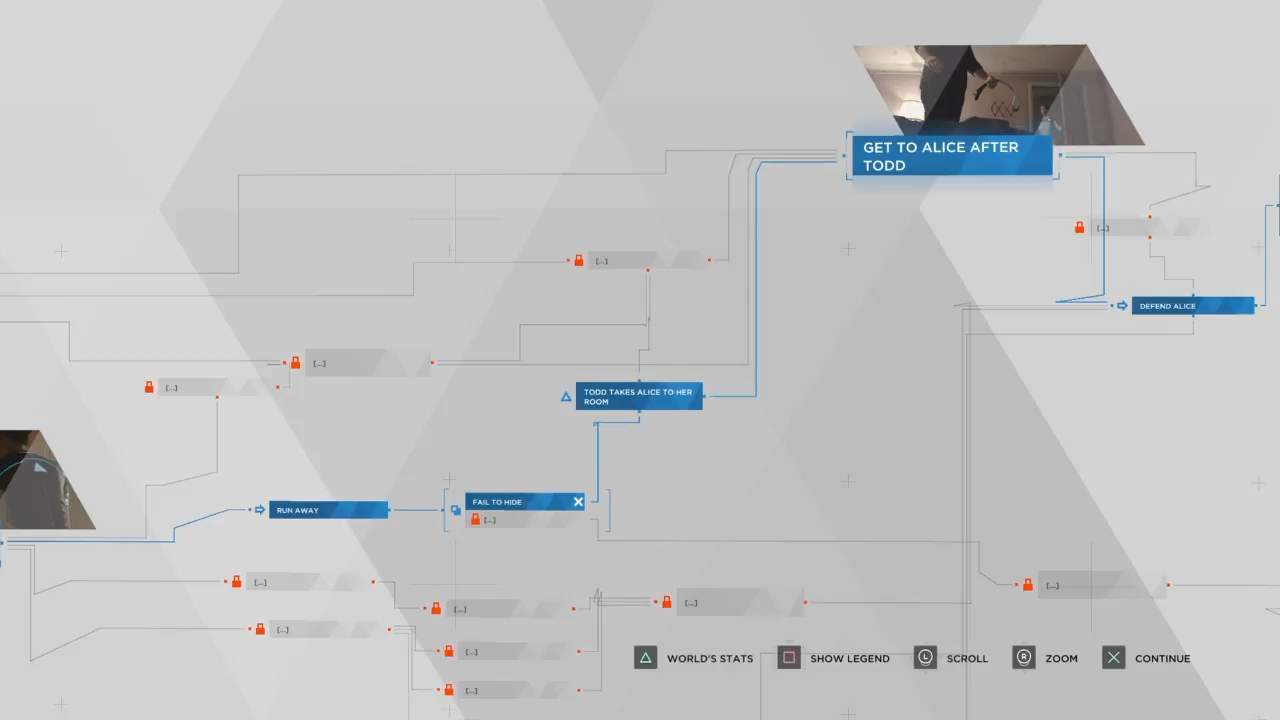 GET TO ALICE AFTER
TODD
[...]
[...]
DEFEND ALICE
[...]
[...]
TODD TAKES ALICE TO HER
ROOM
FAIL TO HIDE
RUN AWAY
[...]
[...]
[...]
[...]
[...]
[...]
[...]
[...]
WORLD'S STATS
SHOW LEGEND
L
SCROLL
R
ZOOM
CONTINUE